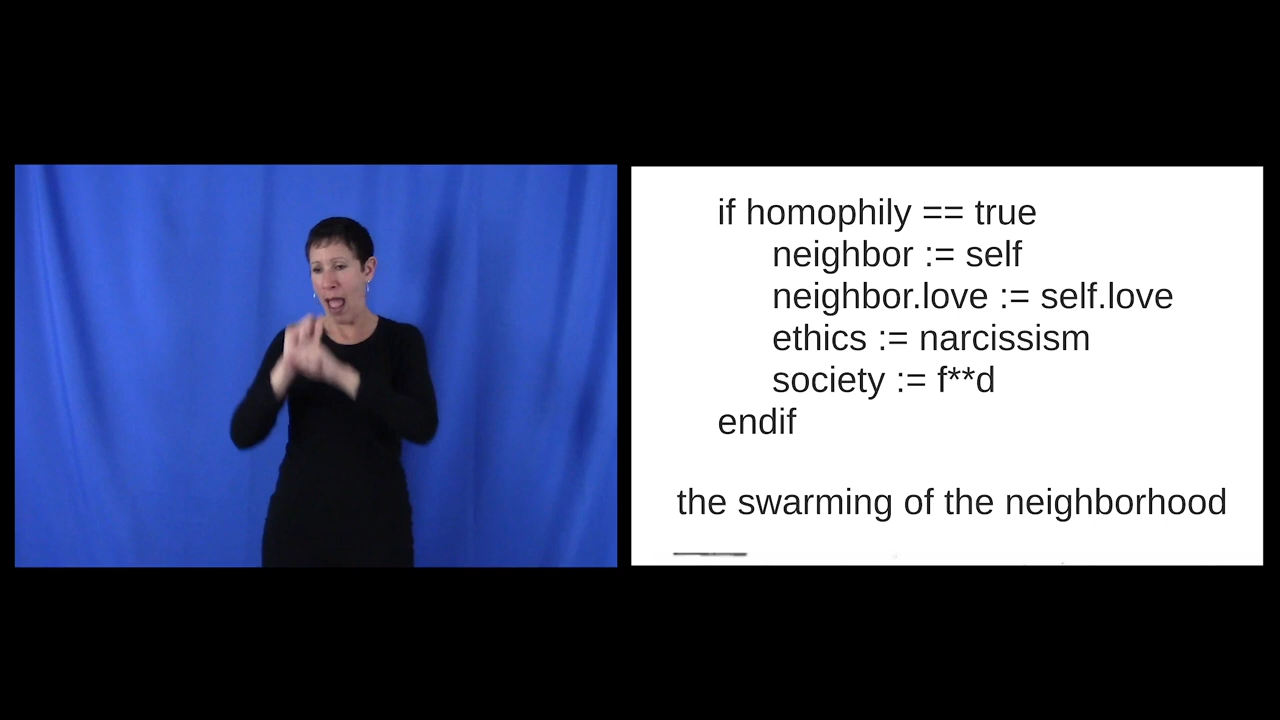 if homophily == true
neighbor := self
neighbor.love := self.love
ethics := narcissism
society := f**d
endif
the swarming of the neighborhood